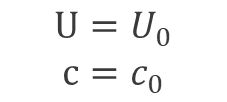 U = U₀
c = c₀